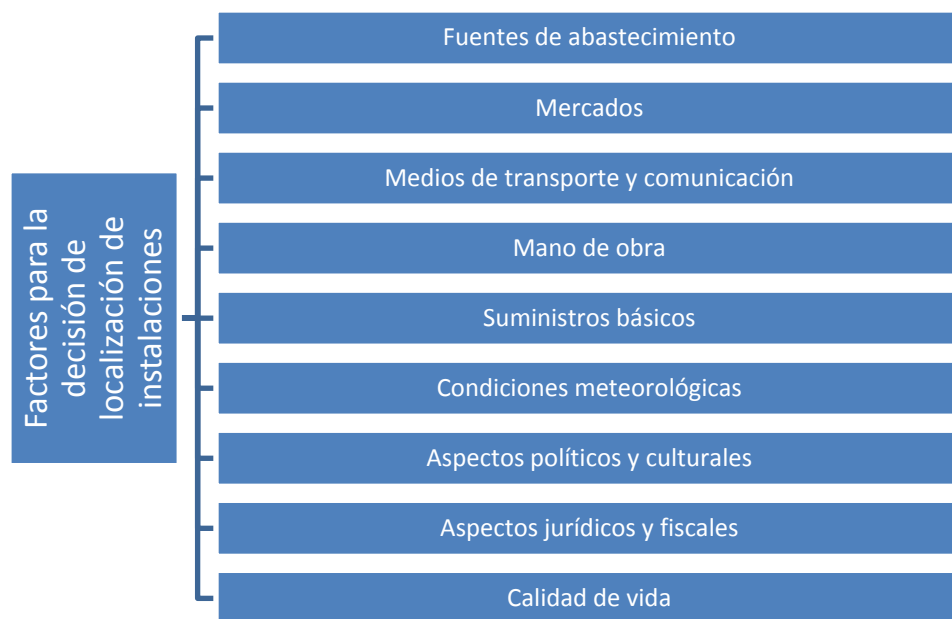 Factores para la
decisión de
localización de
instalaciones
Fuentes de abastecimiento
Mercados
Medios de transporte y comunicación
Mano de obra
Suministros básicos
Condiciones meteorológicas
Aspectos políticos y culturales
Aspectos jurídicos y fiscales
Calidad de vida